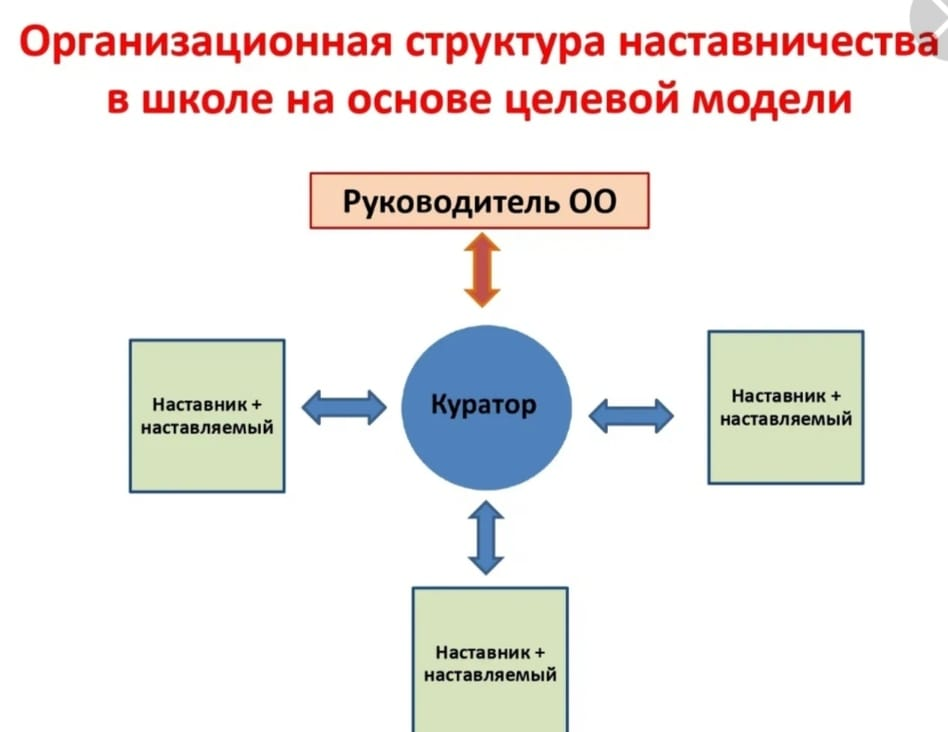 Организационная структура наставничества
в школе на основе целевой модели
Руководитель ОО
Куратор
Наставник +
наставляемый
Наставник +
наставляемый
Наставник +
наставляемый